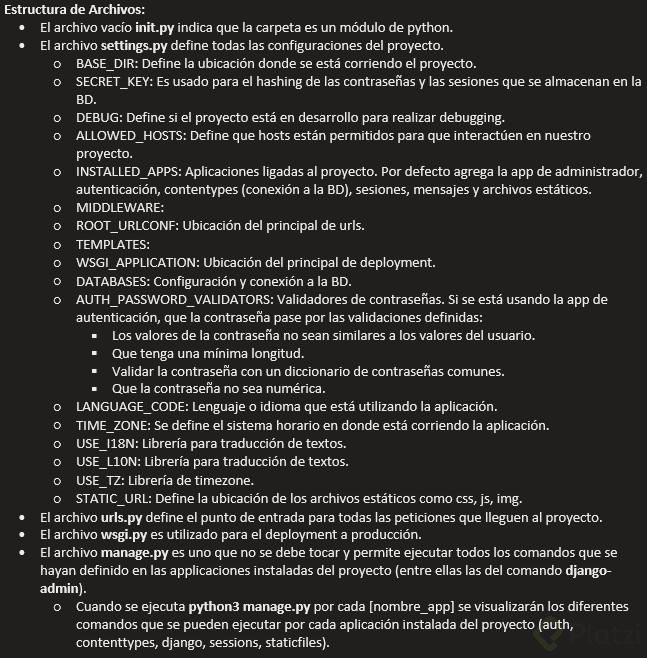 Estructura de Archivos:
• El archivo vacío init.py indica que la carpeta es un módulo de python.
• El archivo settings.py define todas las configuraciones del proyecto.
o BASE_DIR: Define la ubicación donde se está corriendo el proyecto.
o SECRET_KEY: Es usado para el hashing de las contraseñas y las sesiones que se almacenan en la
BD.
o DEBUG: Define si el proyecto está en desarrollo para realizar debugging.
o ALLOWED_HOSTS: Define que hosts están permitidos para que interactúen en nuestro
proyecto.
o INSTALLED_APPS: Aplicaciones ligadas al proyecto. Por defecto agrega la app de administrador,
autenticación, contentypes (conexión a la BD), sesiones, mensajes y archivos estáticos.
o MIDDLEWARE:
o ROOT_URLCONF: Ubicación del principal de urls.
o TEMPLATES:
o WSGI_APPLICATION: Ubicación del principal de deployment.
o DATABASES: Configuración y conexión a la BD.
o AUTH_PASSWORD_VALIDATORS: Validadores de contraseñas. Si se está usando la app de
autenticación, que la contraseña pase por las validaciones definidas:
▪ Los valores de la contraseña no sean similares a los valores del usuario.
▪ Que tenga una mínima longitud.
▪ Validar la contraseña con un diccionario de contraseñas comunes.
▪ Que la contraseña no sea numérica.
o LANGUAGE_CODE: Lenguaje o idioma que está utilizando la aplicación.
o TIME_ZONE: Se define el sistema horario en donde está corriendo la aplicación.
o USE_I18N: Librería para traducción de textos.
o USE_L10N: Librería para traducción de textos.
o USE_TZ: Librería de timezone.
o STATIC_URL: Define la ubicación de los archivos estáticos como css, js, img.
• El archivo urls.py define el punto de entrada para todas las peticiones que lleguen al proyecto.
• El archivo wsgi.py es utilizado para el deployment a producción.
• El archivo manage.py es uno que no se debe tocar y permite ejecutar todos los comandos que se
hayan definido en las applicaciones instaladas del proyecto (entre ellas las del comando django-
admin).
o Cuando se ejecuta python3 manage.py por cada [nombre_app] se visualizarán los diferentes
comandos que se pueden ejecutar por cada aplicación instalada del proyecto (auth,
contenttypes, django, sessions, staticfiles).
Platzi